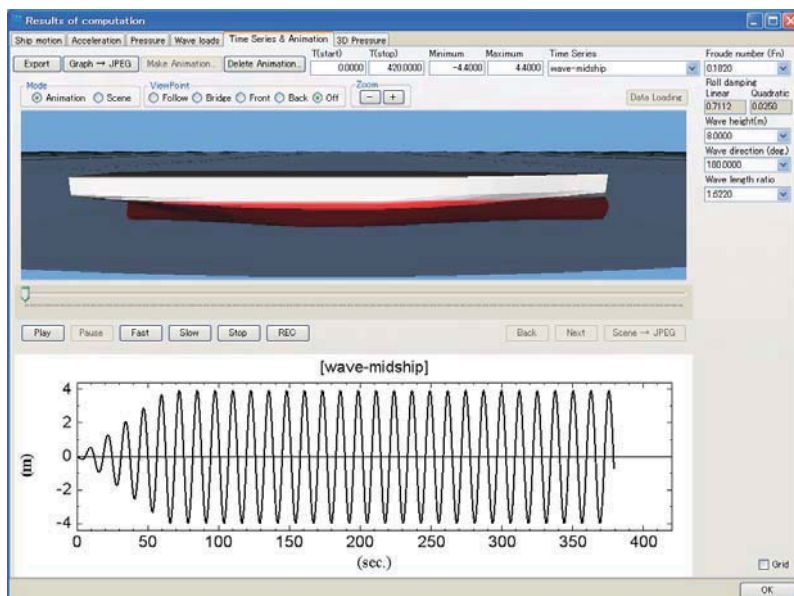 Results of computation
Ship motion Acceleration Pressure Wave loads Time Series & Animation 3D Pressure
T(start) T(stop) Minimum Maximum Time Series Froude number (Fn)
Export Graph → JPEG Make Animation... Delete Animation... 0.0000 420.0000 -4.4000 4.4000 wave-midship 0.1820
Roll damping
Mode ViewPoint Zoom Linear Quadratic
Animation Scene Follow Bridge Front Back Off - + Data Loading 0.7112 0.0250
Wave height(m)
8.0000
Wave direction (deg.)
180.0000
Wave length ratio
1.6220
Play Pause Fast Slow Stop REC Back Next Scene → JPEG
[wave-midship]
4
2
0
-2
-4
(m)
0 50 100 150 200 250 300 350 400
(sec.)
Grid
OK